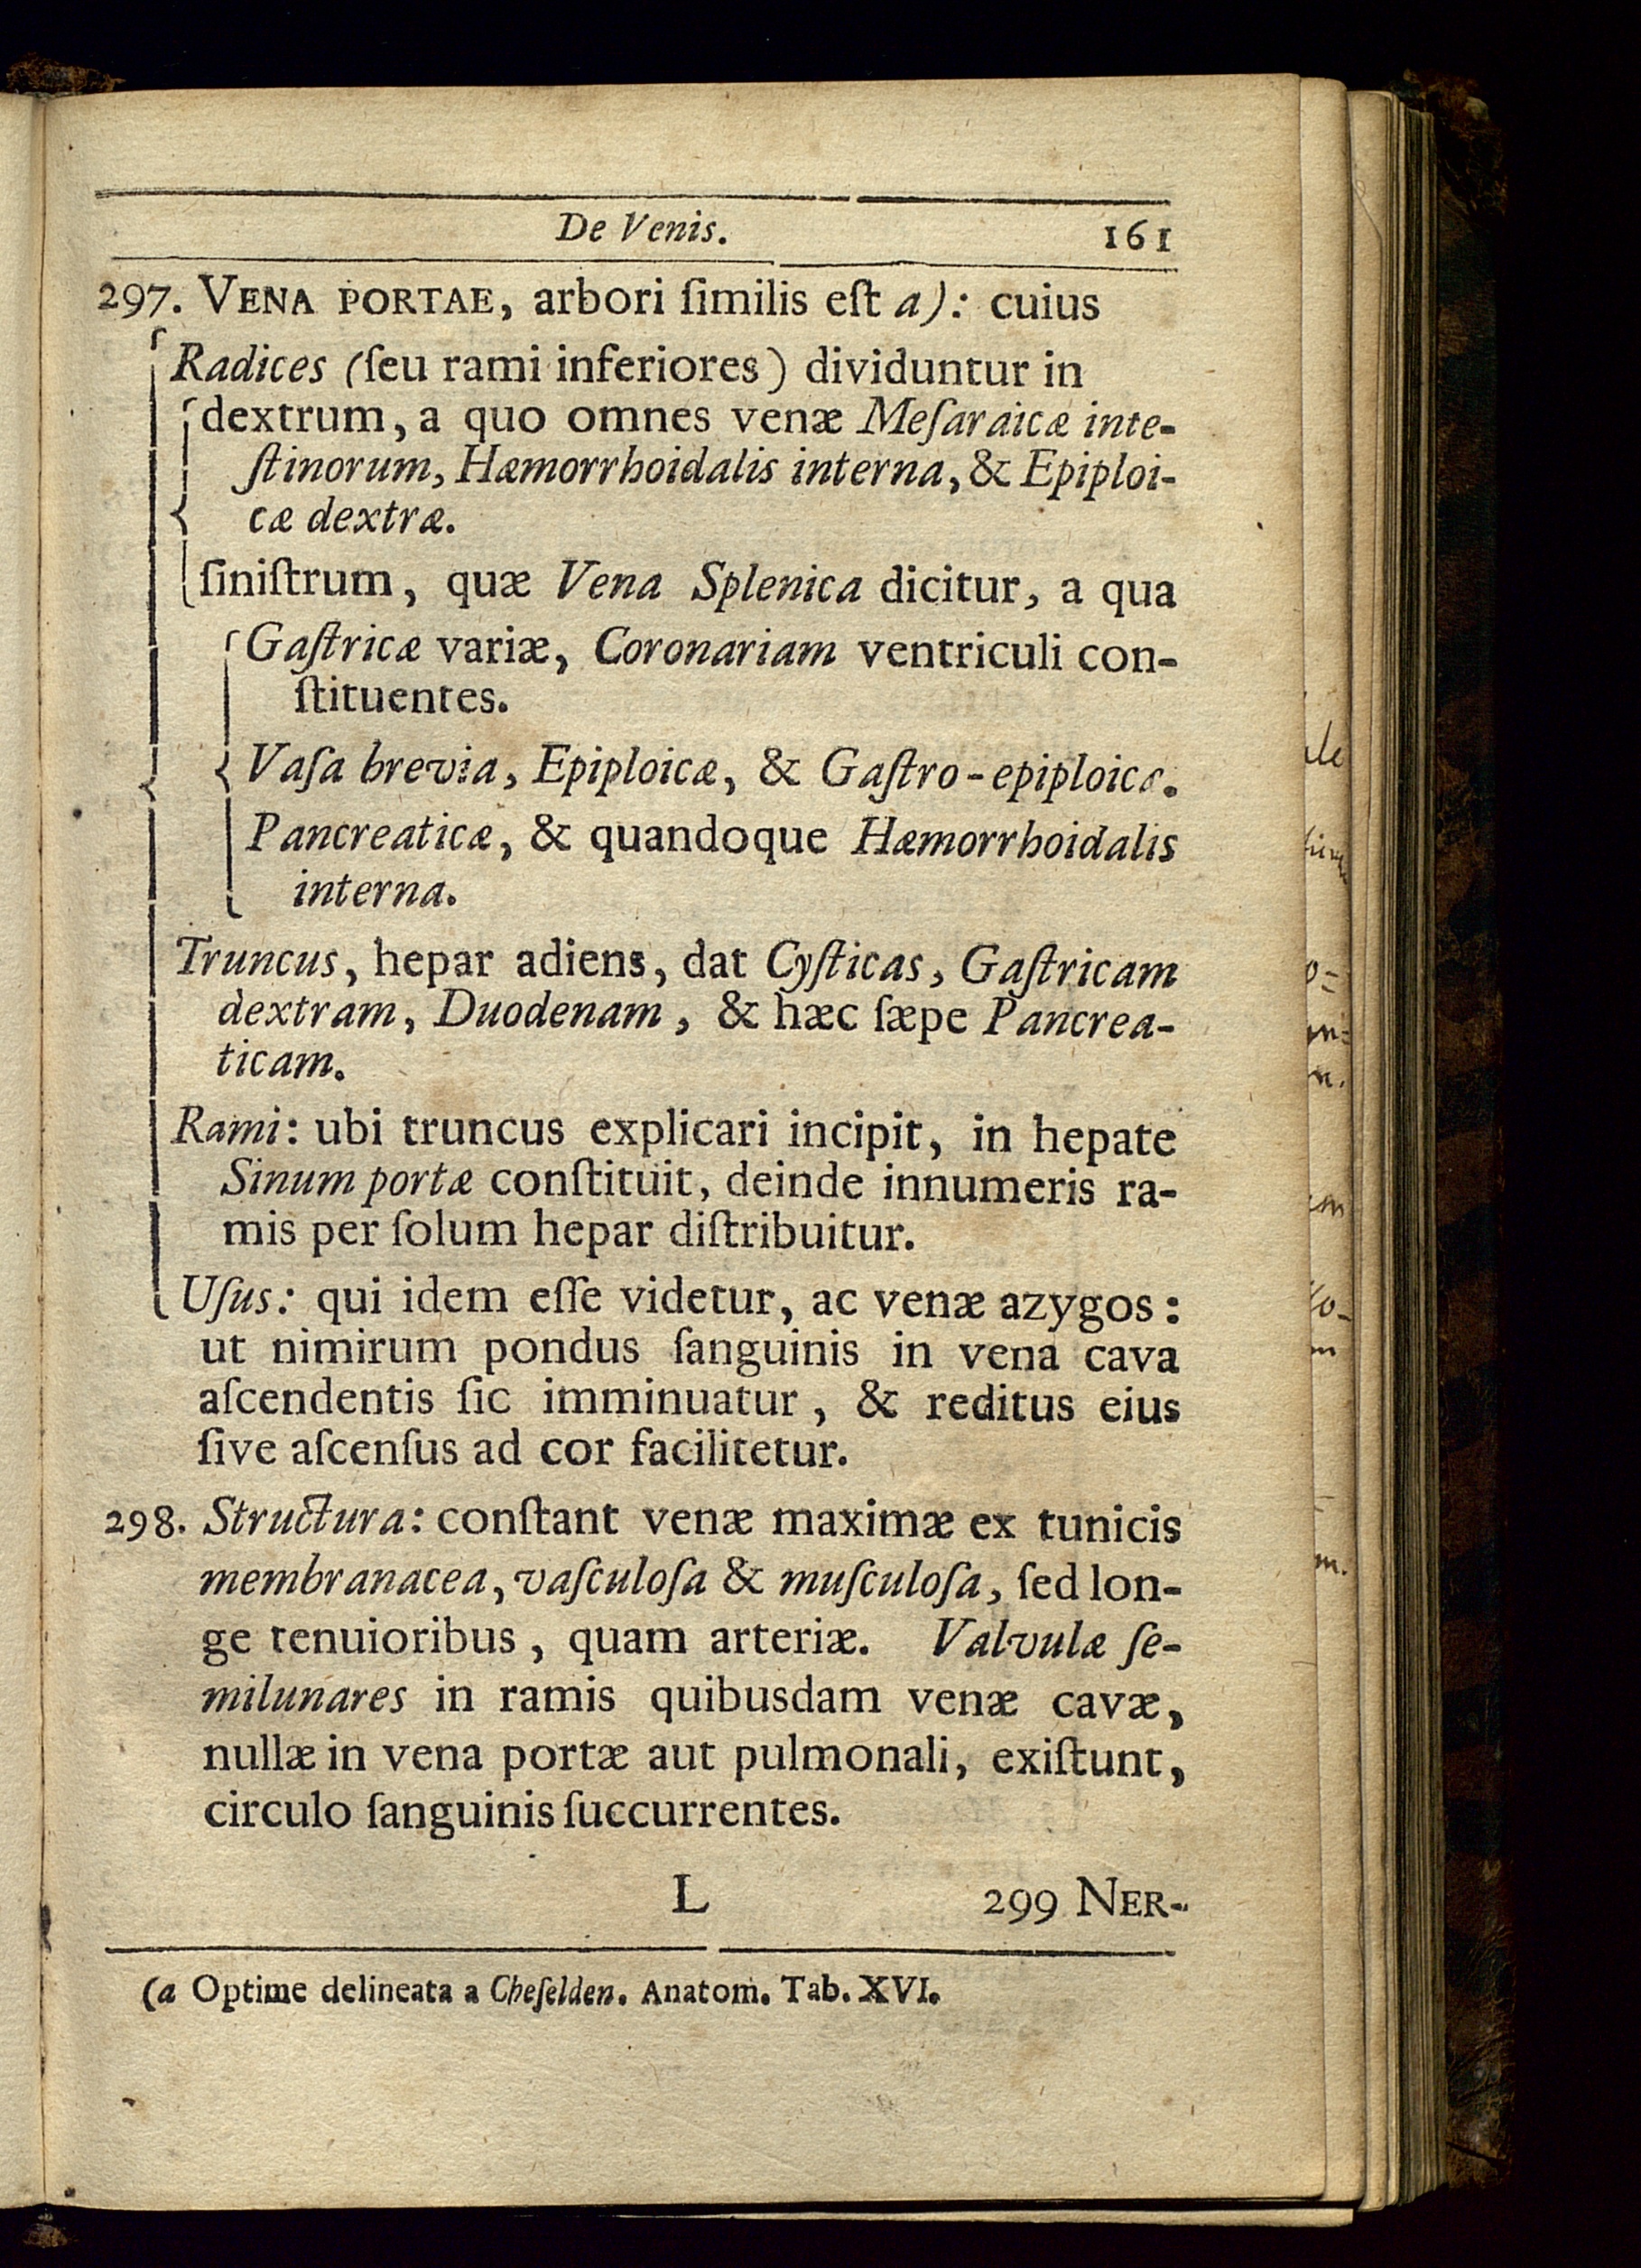 De Venis. 161
297. VENA PORTAE, arbori ſimilis eſt a): cuius
Radices (ſeu rami inferiores) dividuntur in
dextrum, a quo omnes venæ Meſaraicæ inte-
ſtinorum, Hæmorrhoidalis interna, & Epiploi-
cæ dextræ.
ſiniſtrum, quæ Vena Splenica dicitur, a qua
Gaſtricæ variæ, Coronariam ventriculi con-
ſtituentes.
Vaſa brevia, Epiploicæ, & Gaſtro-epiploicæ.
Pancreaticæ, & quandoque Hæmorrhoidalis
interna.
Truncus, hepar adiens, dat Cyſticas, Gaſtricam
dextram, Duodenam, & hæc ſæpe Pancrea-
ticam.
Rami: ubi truncus explicari incipit, in hepate
Sinum portæ conſtituit, deinde innumeris ra-
mis per ſolum hepar diſtribuitur.
Uſus: qui idem eſſe videtur, ac venæ azygos:
ut nimirum pondus ſanguinis in vena cava
aſcendentis ſic imminuatur, & reditus eius
ſive aſcenſus ad cor facilitetur.
298. Structura: conſtant venæ maximæ ex tunicis
membranacea, vaſculoſa & muſculoſa, ſed lon-
ge tenuioribus, quam arteriæ. Valvulæ ſe-
milunares in ramis quibusdam venæ cavæ,
nullæ in vena portæ aut pulmonali, exiſtunt,
circulo ſanguinis ſuccurrentes.
L 299 NER-
(a Optime delineata a Cheſelden. Anatom. Tab. XVI.